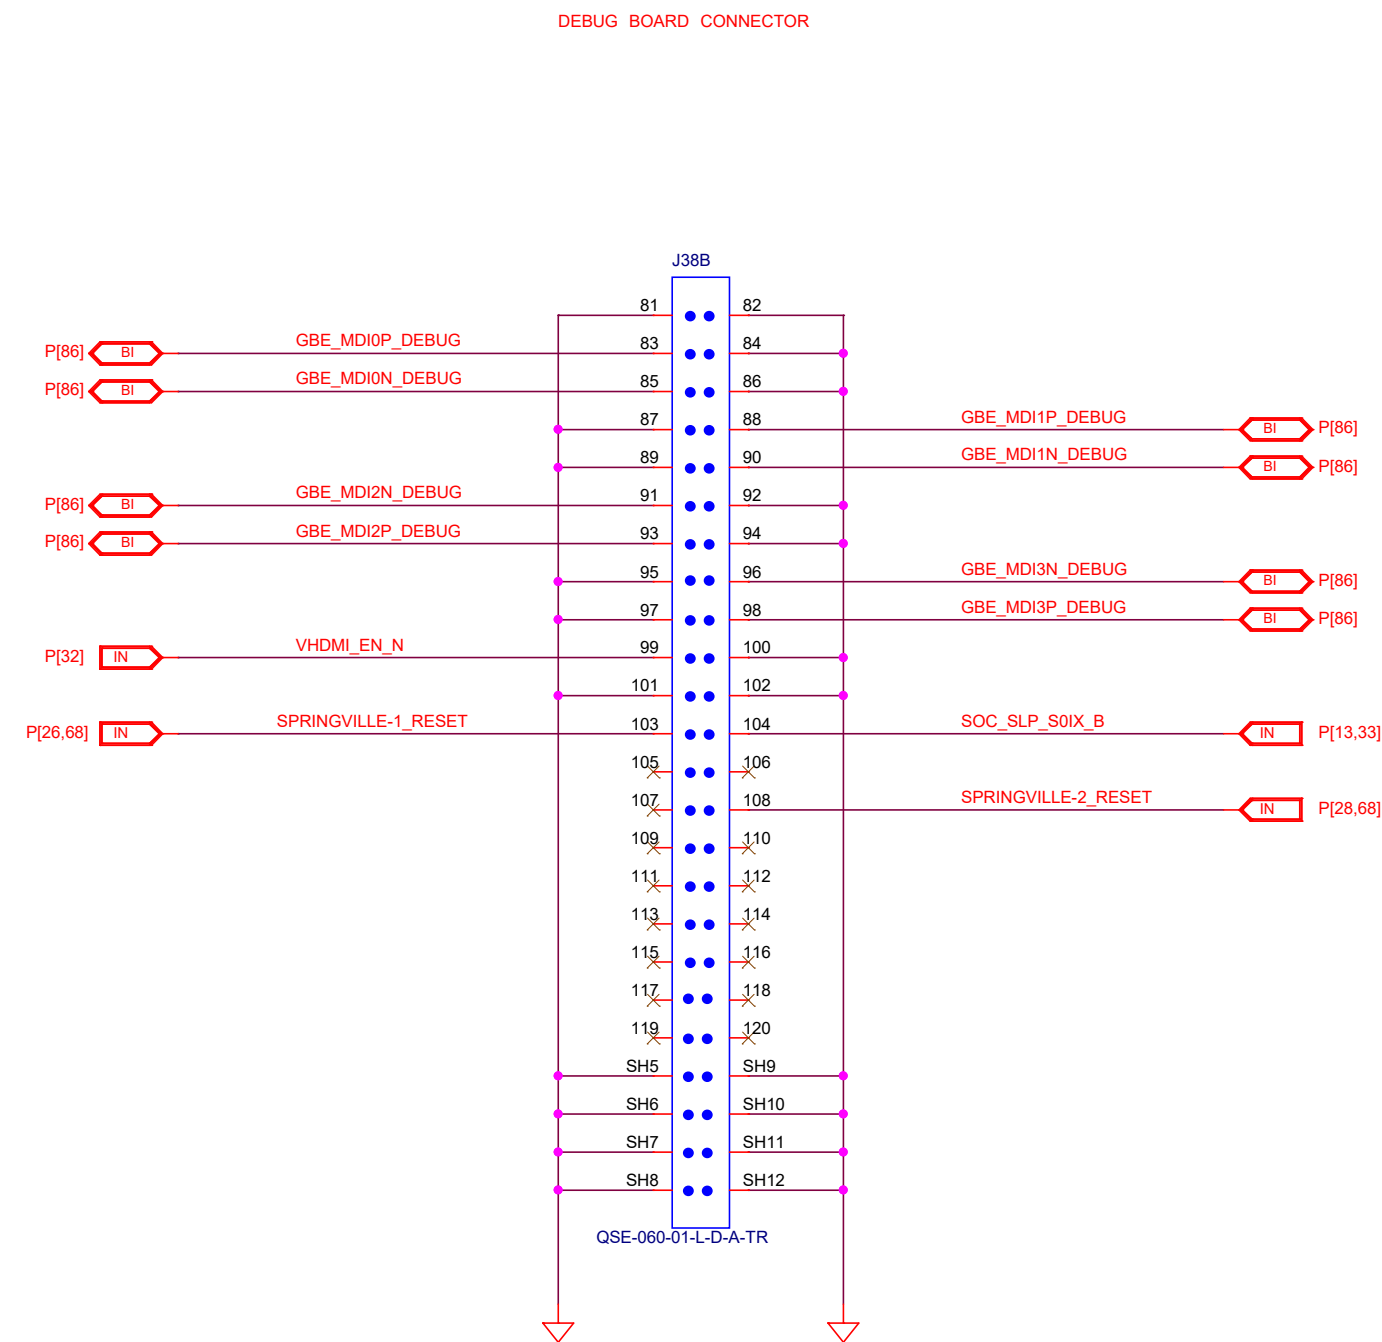 DEBUG BOARD CONNECTOR
J38B
81 82
GBE_MDI0P_DEBUG
P[86] BI 83 84
GBE_MDI0N_DEBUG
P[86] BI 85 86
87 88 GBE_MDI1P_DEBUG BI P[86]
89 90 GBE_MDI1N_DEBUG BI P[86]
P[86] BI GBE_MDI2N_DEBUG 91 92
P[86] BI GBE_MDI2P_DEBUG 93 94
95 96 GBE_MDI3N_DEBUG BI P[86]
97 98 GBE_MDI3P_DEBUG BI P[86]
P[32] IN VHDMI_EN_N 99 100
101 102
P[26,68] IN SPRINGVILLE-1_RESET 103 104 SOC_SLP_S0IX_B IN P[13,33]
105 106
107 108 SPRINGVILLE-2_RESET IN P[28,68]
109 110
111 112
113 114
115 116
117 118
119 120
SH5 SH9
SH6 SH10
SH7 SH11
SH8 SH12
QSE-060-01-L-D-A-TR